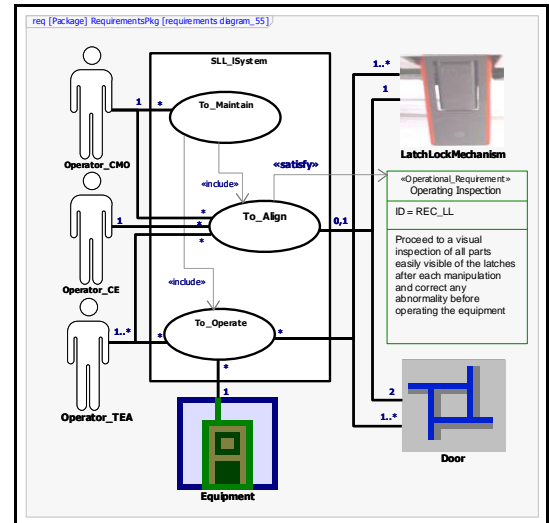 req [Package] RequirementsPkg [requirements diagram_55]
SLL_ISystem
1..*
To_Maintain
1
*
1
Operator_CMO
LatchLockMechanism
«satisfy»
«include»
«Operational_Requirement»
Operating Inspection
ID = REC_LL
To_Align
*
1
*
*
0,1
Operator_CE
Proceed to a visual
inspection of all parts
easily visible of the latches
after each manipulation
and correct any
abnormality before
operating the equipment
«include»
To_Operate
1..*
*
*
Operator_TEA
*
1
2
1..*
Door
Equipment